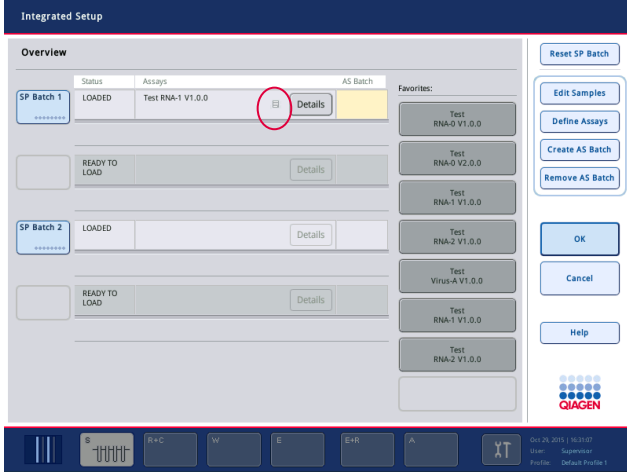 Integrated Setup
Overview
Reset SP Batch
Status Assays AS Batch
Favorites:
SP Batch 1 LOADED Test RNA-1 V1.0.0 Details
Edit Samples
Define Assays
Create AS Batch
Remove AS Batch
Test
RNA-0 V1.0.0
READY TO
LOAD
Details
Test
RNA-0 V2.0.0
Test
RNA-1 V1.0.0
SP Batch 2 LOADED Details
Test
RNA-2 V1.0.0
OK
Test
Virus-A V1.0.0
Cancel
READY TO
LOAD
Details
Test
RNA-1 V1.0.0
Help
Test
RNA-2 V1.0.0
QIAGEN
S R+C W E E+R A
Oct 29, 2015 | 16:31:07
User: Supervisor
Profile: Default Profile 1